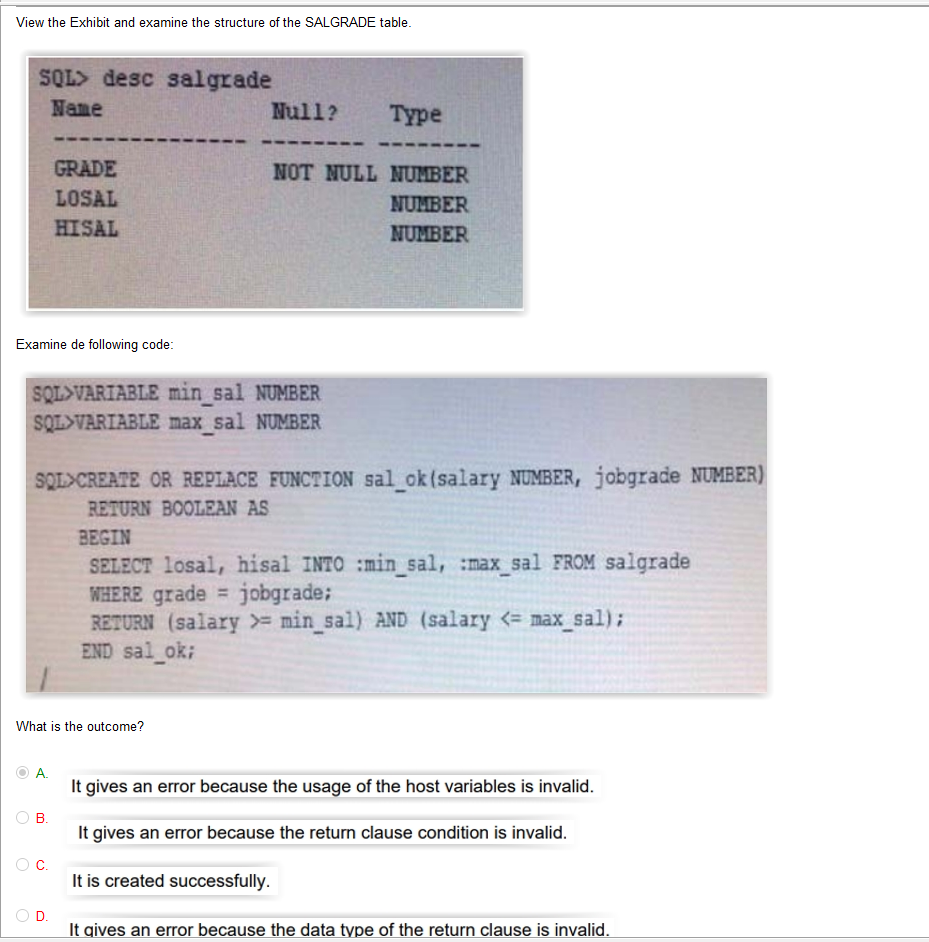 View the Exhibit and examine the structure of the SALGRADE table.
SQL> desc salgrade
Name Null? Type
---------------- --------- ---------
GRADE NOT NULL NUMBER
LOSAL NUMBER
HISAL NUMBER
Examine de following code:
SQL>VARIABLE min_sal NUMBER
SQL>VARIABLE max_sal NUMBER
SQL>CREATE OR REPLACE FUNCTION sal_ok(salary NUMBER, jobgrade NUMBER)
RETURN BOOLEAN AS
BEGIN
SELECT losal, hisal INTO :min_sal, :max_sal FROM salgrade
WHERE grade = jobgrade;
RETURN (salary >= min_sal) AND (salary <= max_sal);
END sal_ok;
/
What is the outcome?
A. It gives an error because the usage of the host variables is invalid.
B. It gives an error because the return clause condition is invalid.
C. It is created successfully.
D. It gives an error because the data type of the return clause is invalid.